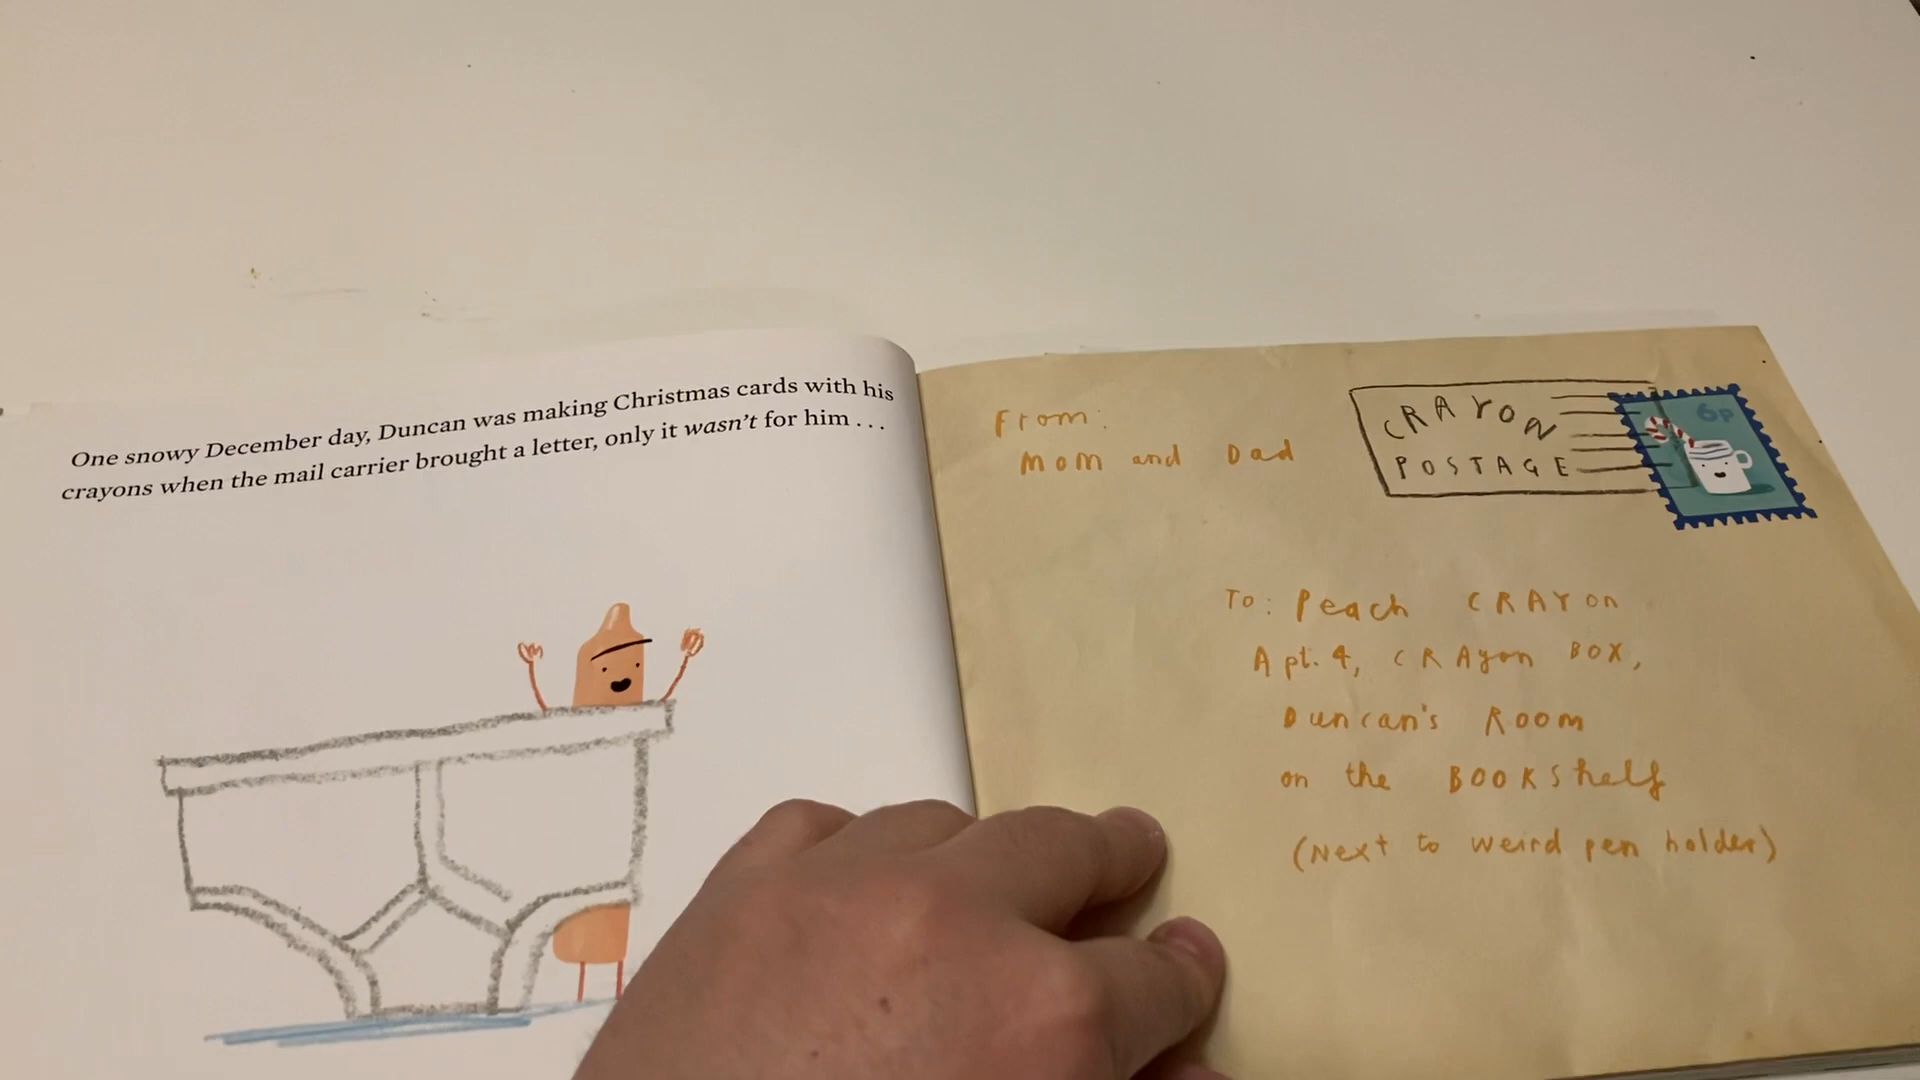 One snowy December day, Duncan was making Christmas cards with his
crayons when the mail carrier brought a letter, only it wasn't for him . . .
From:
Mom and Dad
CRAYON
POSTAGE
6p
To: Peach CRAYon
Apt. 4, CRAyon BOX,
Duncan's Room
on the BOOKShelf
(Next to weird pen holder)